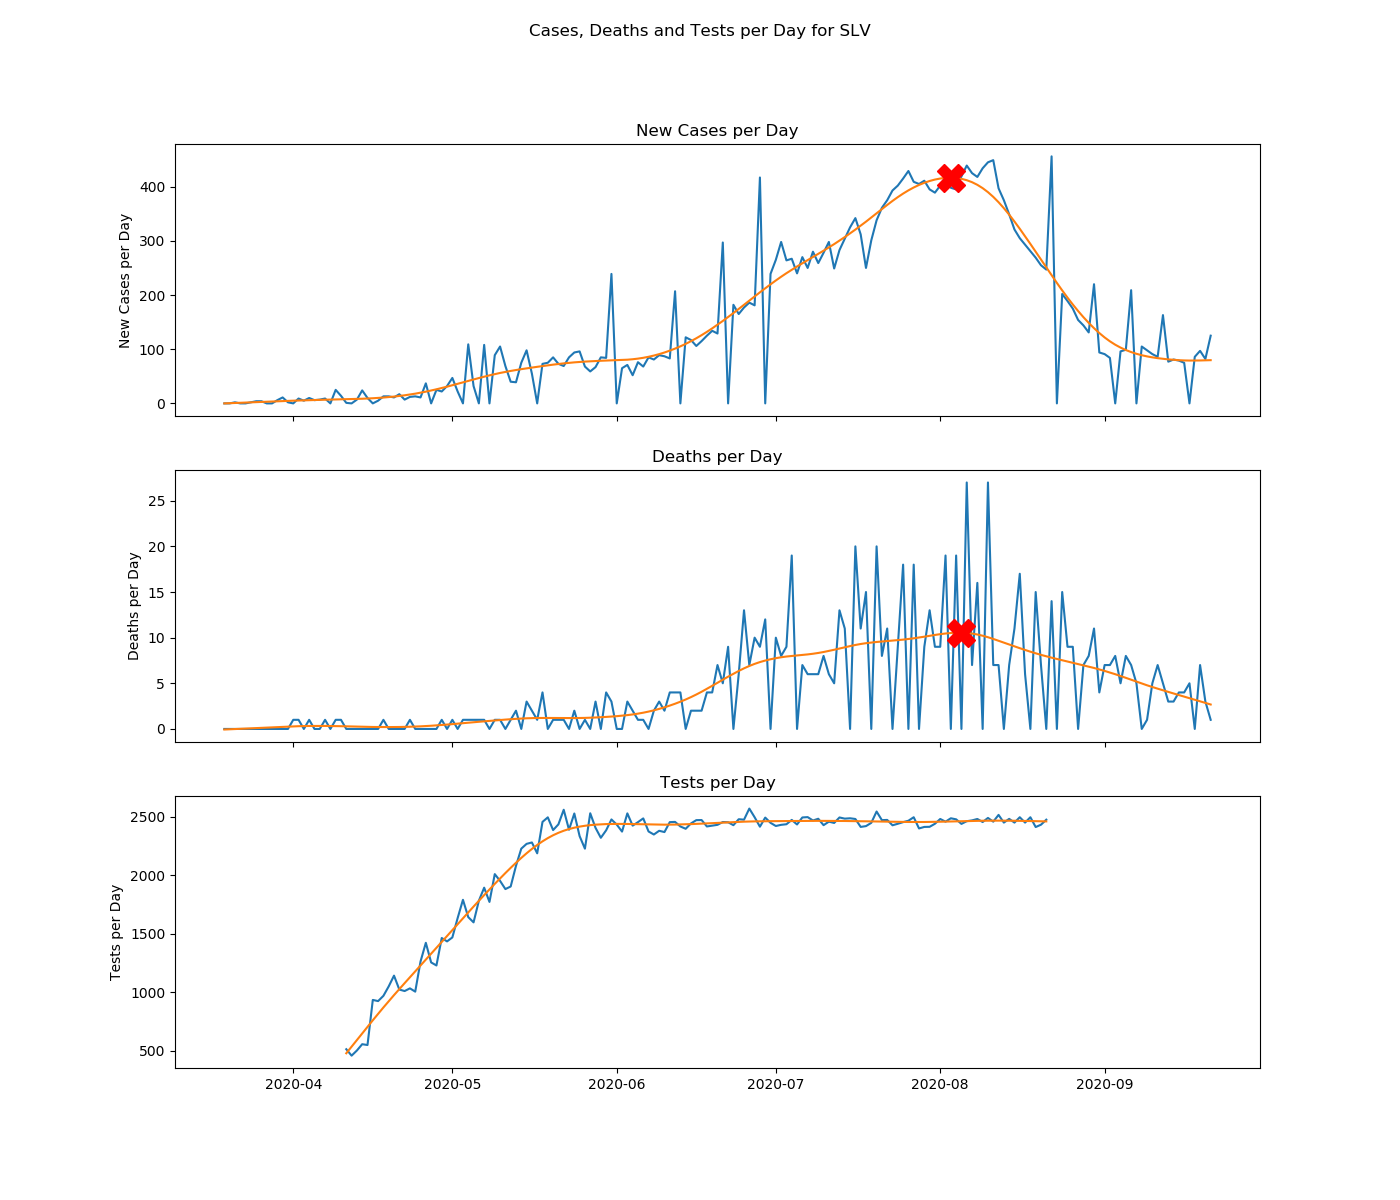 Cases, Deaths and Tests per Day for SLV
New Cases per Day
New Cases per Day
400
300
200
100
0
Deaths per Day
Deaths per Day
25
20
15
10
5
0
Tests per Day
Tests per Day
2500
2000
1500
1000
500
2020-04 2020-05 2020-06 2020-07 2020-08 2020-09